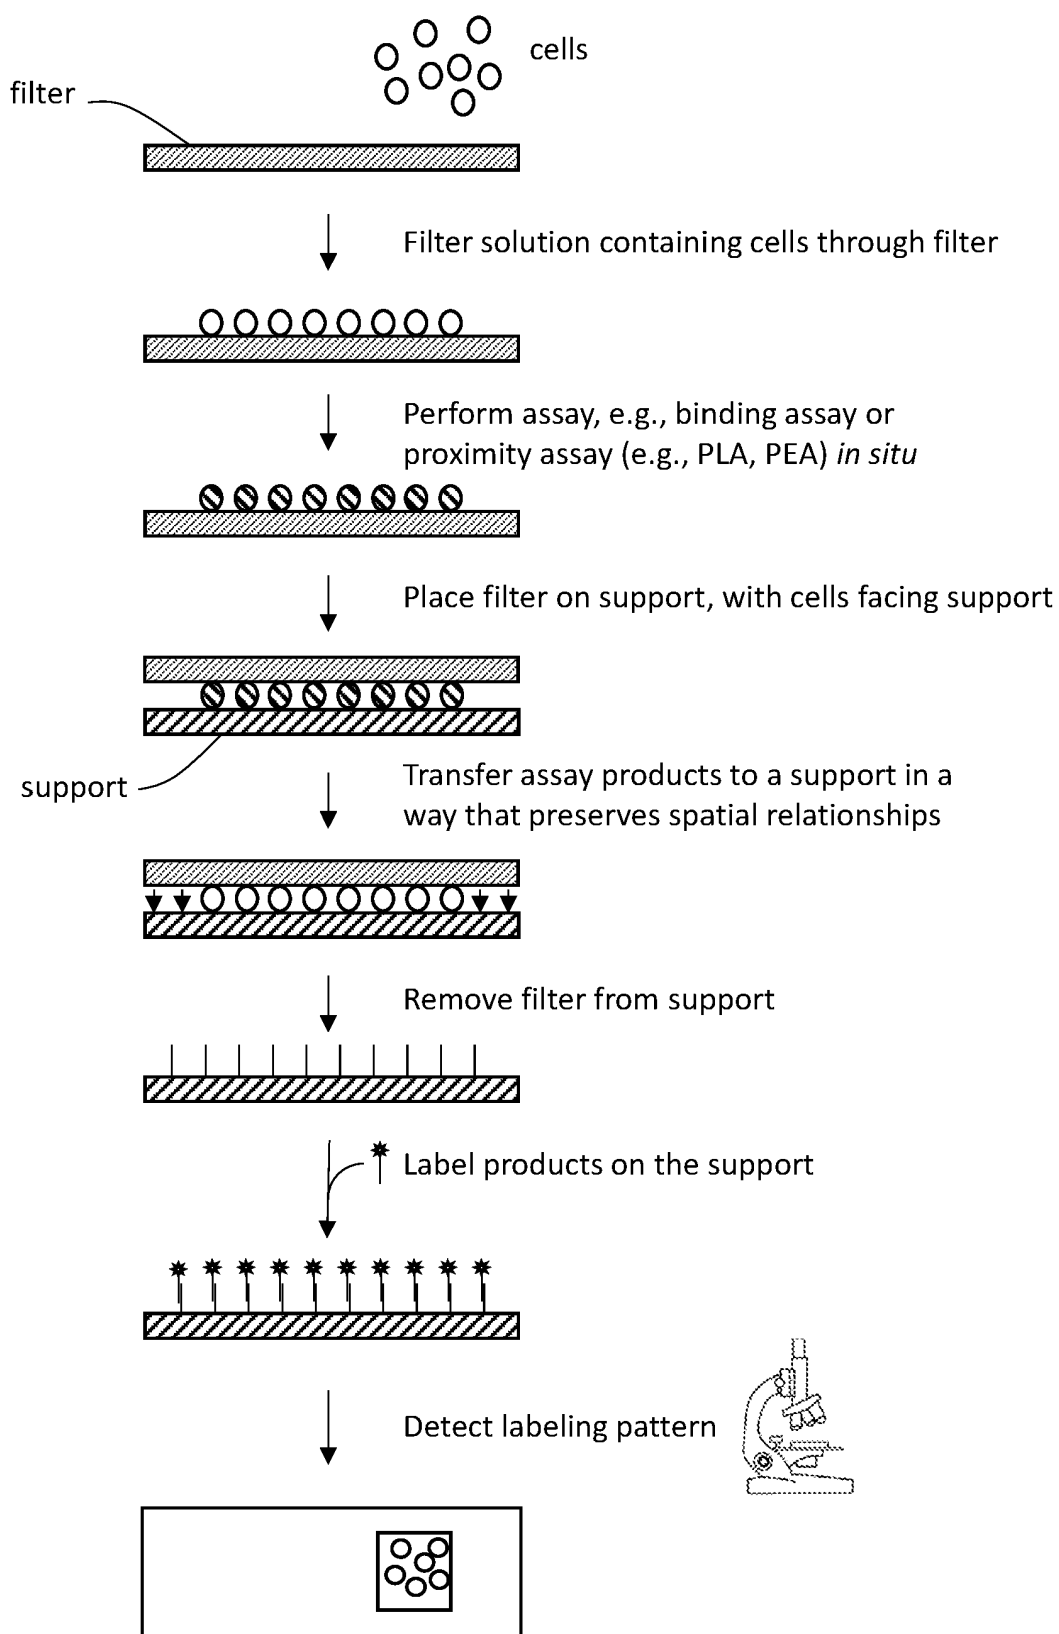 cells
filter
Filter solution containing cells through filter
Perform assay, e.g., binding assay or
proximity assay (e.g., PLA, PEA) in situ
Place filter on support, with cells facing support
support
Transfer assay products to a support in a
way that preserves spatial relationships
Remove filter from support
Label products on the support
Detect labeling pattern